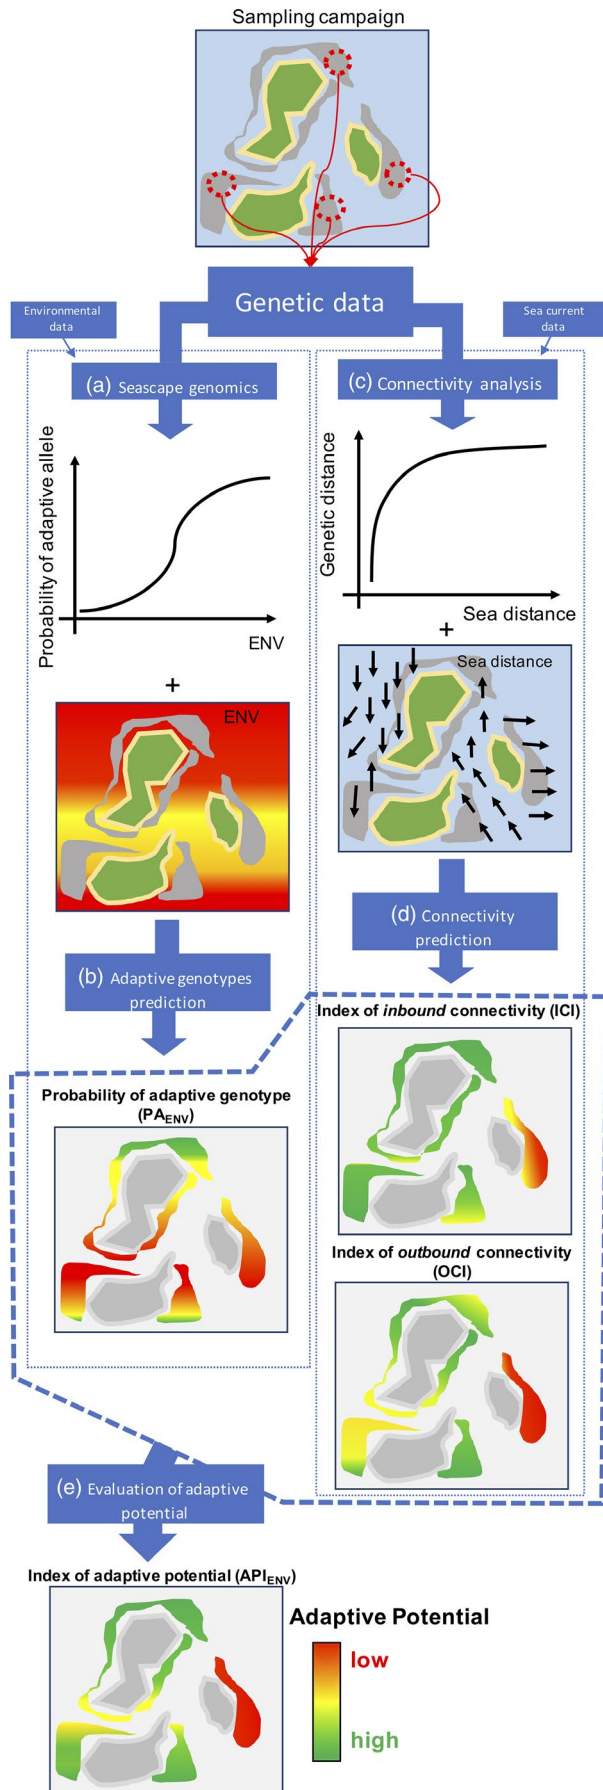 Sampling campaign
Genetic data
Environmental
data
Sea current
data
(a) Seascape genomics
(c) Connectivity analysis
Probability of adaptive allele
ENV
Genetic distance
Sea distance
+
+
ENV
Sea distance
(b) Adaptive genotypes
prediction
(d) Connectivity
prediction
Probability of adaptive genotype
(PAENV)
Index of inbound connectivity (ICI)
Index of outbound connectivity
(OCI)
(e) Evaluation of adaptive
potential
Index of adaptive potential (APIENV)
Adaptive Potential
low
high